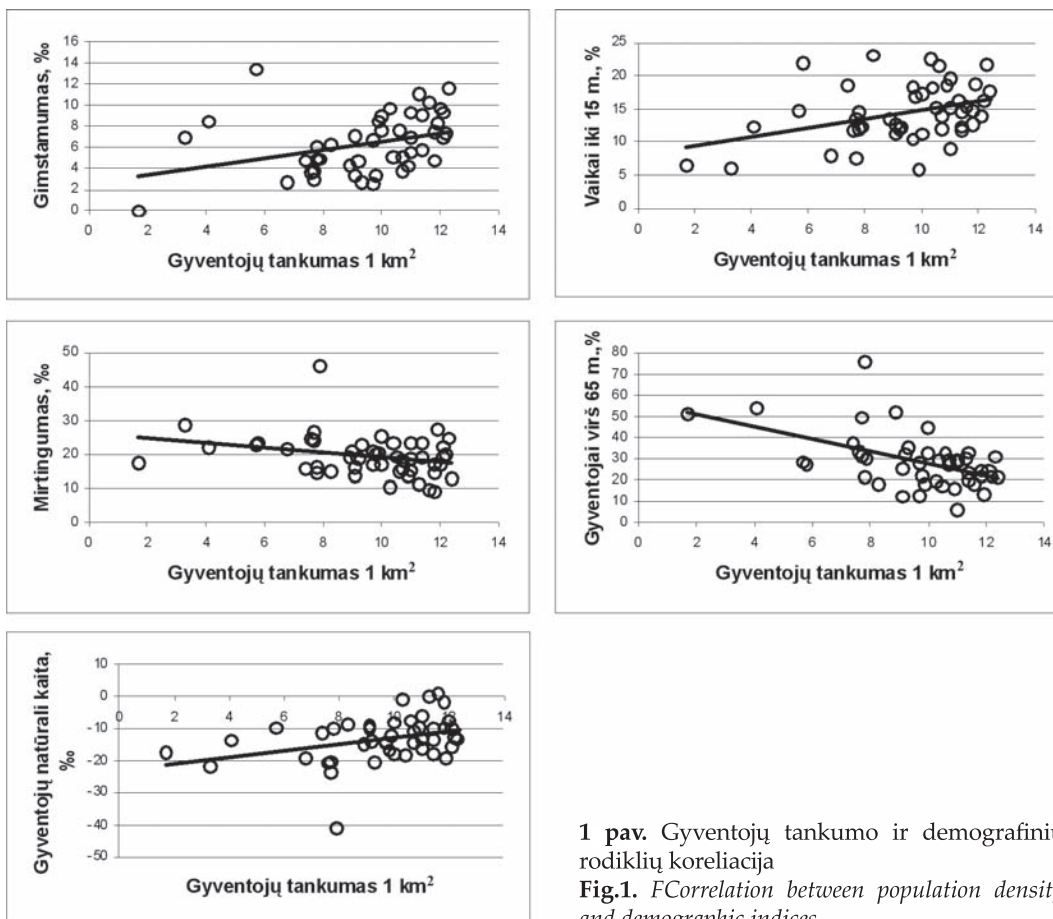 Gimstamumas, ‰
16
14
12
10
8
6
4
2
0
0 2 4 6 8 10 12 14
Gyventojų tankumas 1 km²
Vaikai iki 15 m., %
25
20
15
10
5
0
0 2 4 6 8 10 12 14
Gyventojų tankumas 1 km²
Mirtingumas, ‰
50
40
30
20
10
0
0 2 4 6 8 10 12 14
Gyventojų tankumas 1 km²
Gyventojai virš 65 m.,%
80
70
60
50
40
30
20
10
0
0 2 4 6 8 10 12 14
Gyventojų tankumas 1 km²
Gyventojų natūrali kaita,
‰
10
0
-10
-20
-30
-40
-50
0 2 4 6 8 10 12 14
Gyventojų tankumas 1 km²
1 pav. Gyventojų tankumo ir demografinių
rodiklių koreliacija
Fig.1. FCorrelation between population densit
and demographic indices